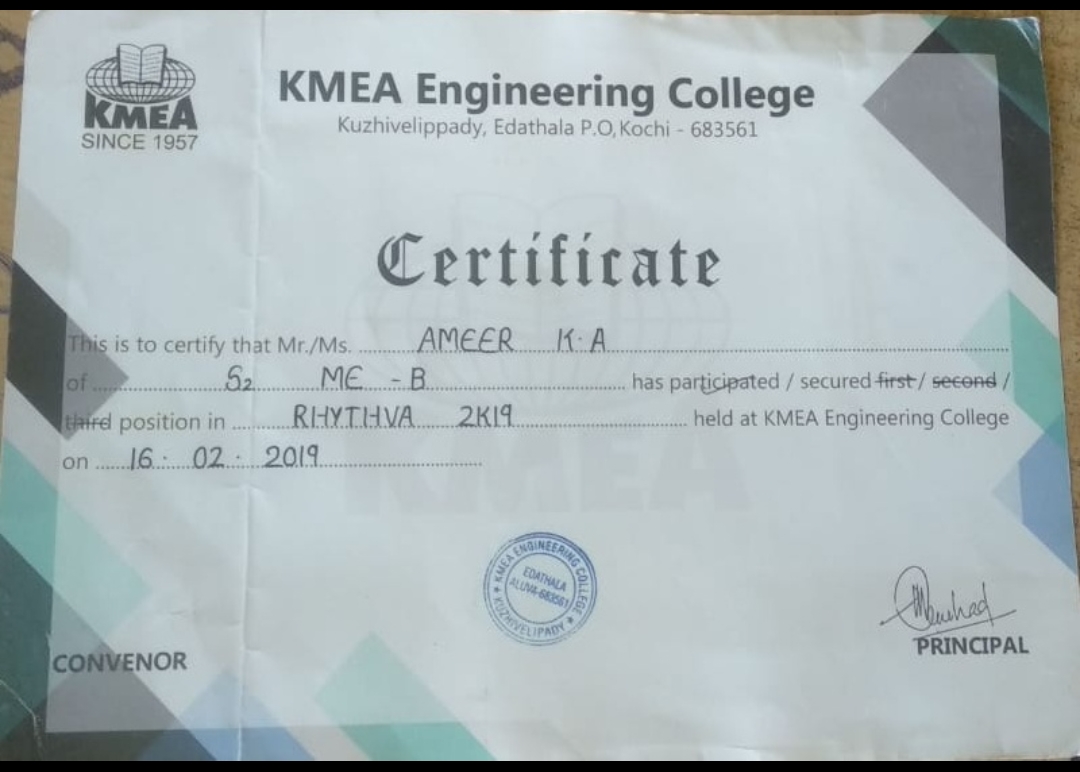 KMEA
SINCE 1957
KMEA Engineering College
Kuzhivelippady, Edathala P.O, Kochi - 683561
Certificate
This is to certify that Mr./Ms. AMEER K·A
of S2 ME - B has participated / secured first / second /
third position in RHYTHVA 2K19 held at KMEA Engineering College
on 16 · 02 · 2019
KMEA
KMEA ENGINEERING COLLEGE
EDATHALA
ALUVA-683561
KUZHIVELIPADY
CONVENOR
PRINCIPAL